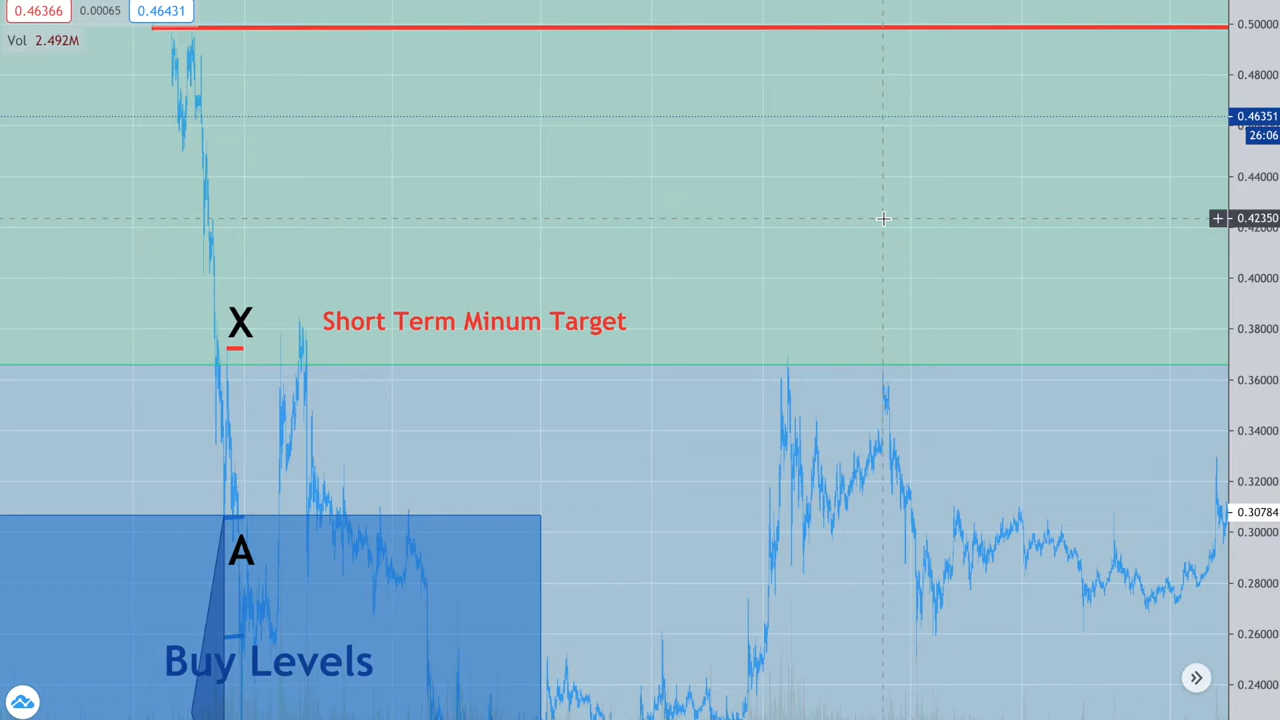 0.46366 0.00065 0.46431
Vol 2.492M
0.50000
0.48000
0.46351
26:06
0.44000
0.42350
0.42000
0.40000
X
Short Term Minum Target
0.38000
0.36000
0.34000
0.32000
0.30784
0.30000
A
0.28000
0.26000
Buy Levels
0.24000